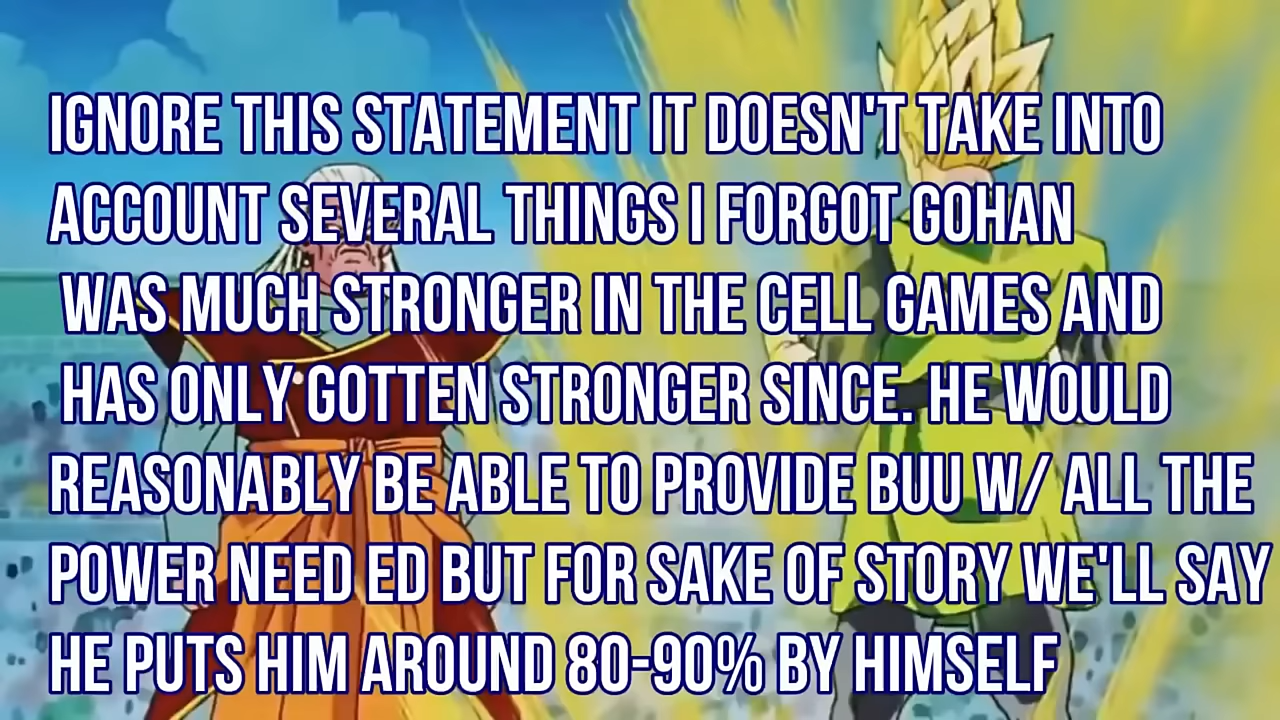 IGNORE THIS STATEMENT IT DOESN'T TAKE INTO
ACCOUNT SEVERAL THINGS I FORGOT GOHAN
WAS MUCH STRONGER IN THE CELL GAMES AND
HAS ONLY GOTTEN STRONGER SINCE. HE WOULD
REASONABLY BE ABLE TO PROVIDE BUU W/ ALL THE
POWER NEED ED BUT FOR SAKE OF STORY WE'LL SAY
HE PUTS HIM AROUND 80-90% BY HIMSELF